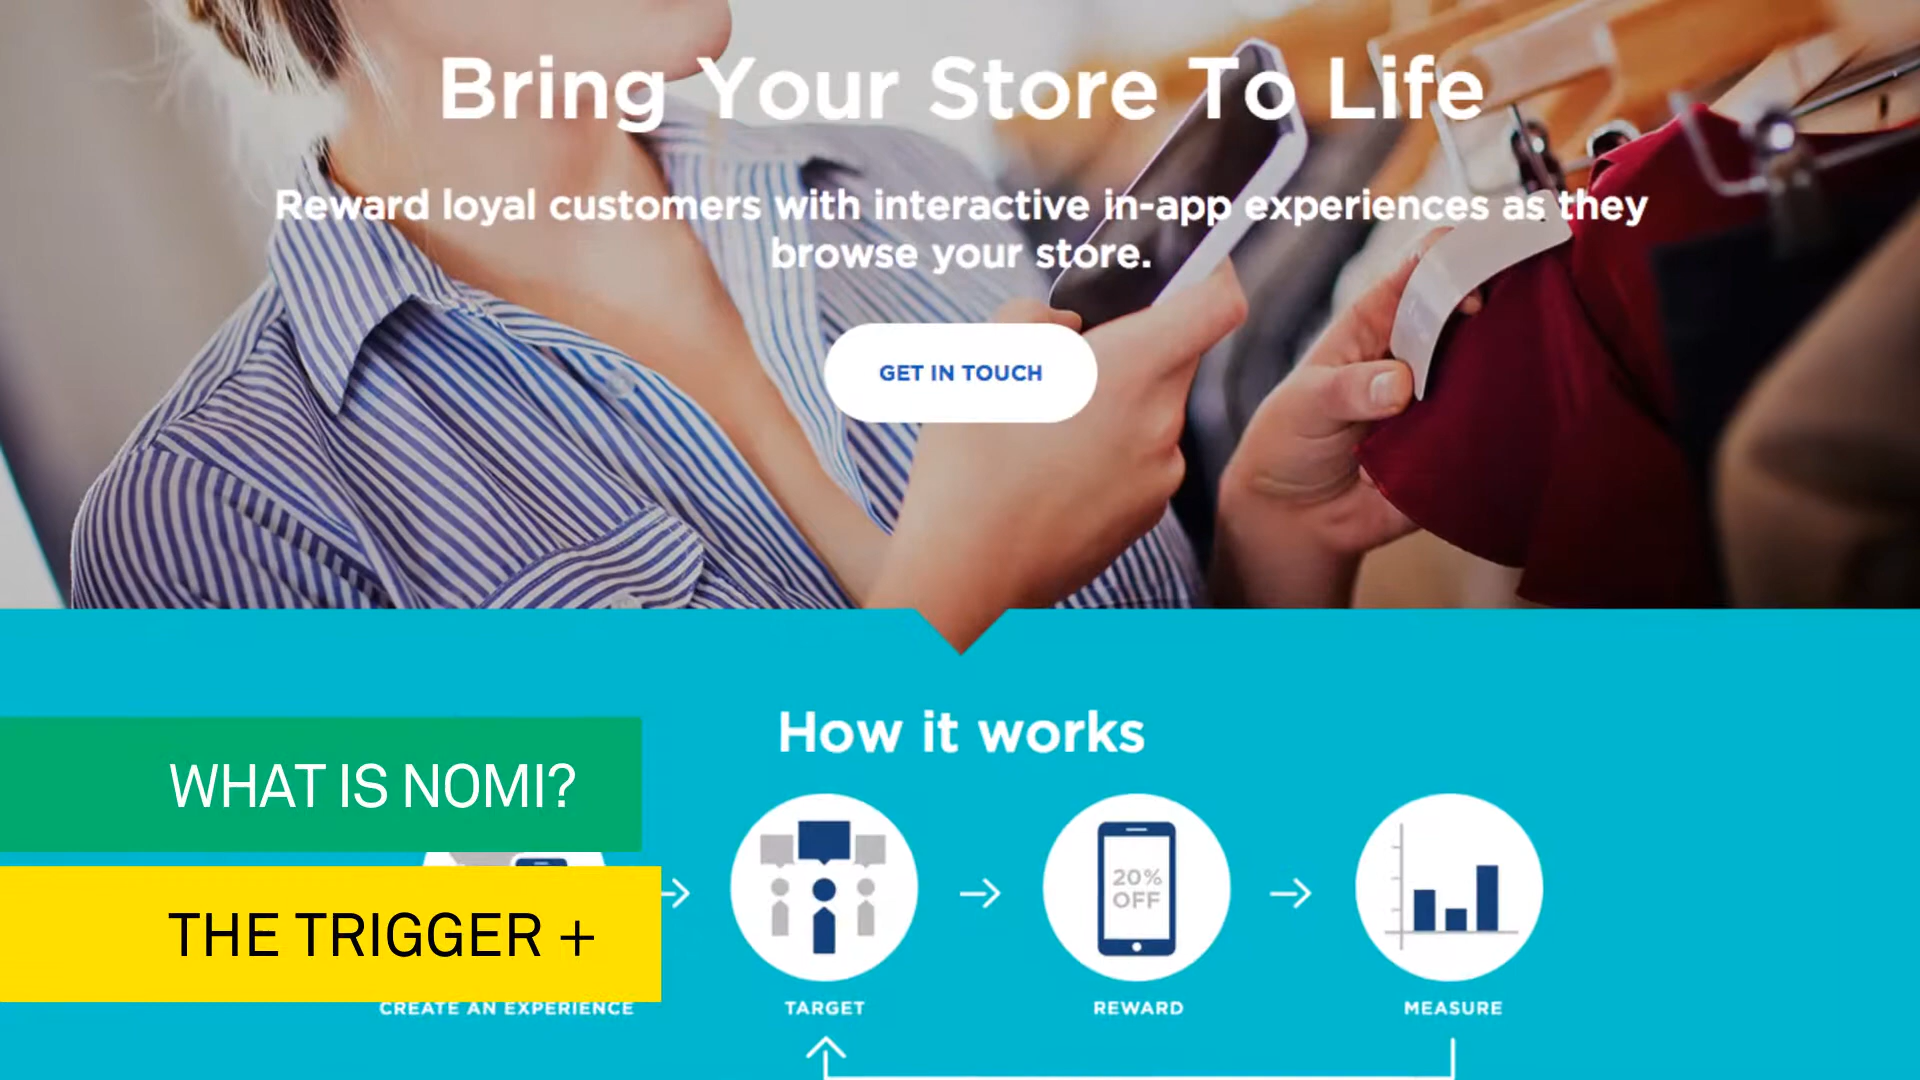 Bring Your Store To Life
Reward loyal customers with interactive in-app experiences as they
browse your store.
GET IN TOUCH
How it works
WHAT IS NOMI?
THE TRIGGER +
20%
OFF
CREATE AN EXPERIENCE
TARGET
REWARD
MEASURE